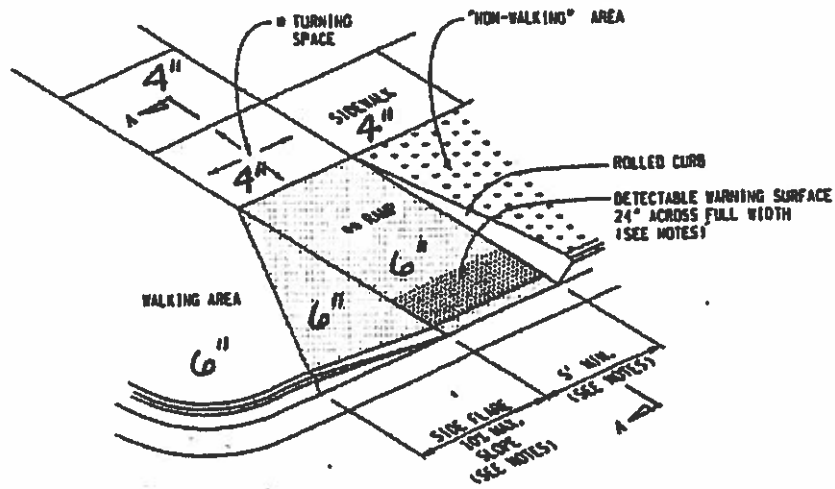 * TURNING
SPACE
"NON-WALKING" AREA
4"
A
SIDEWALK
4"
4"
ROLLED CURB
DETECTABLE WARNING SURFACE
24" ACROSS FULL WIDTH
(SEE NOTES)
** RAMP
6"
WALKING AREA
6"
6"
5' MIN.
(SEE NOTES)
SIDE FLARE
10% MAX.
SLOPE
(SEE NOTES)
A